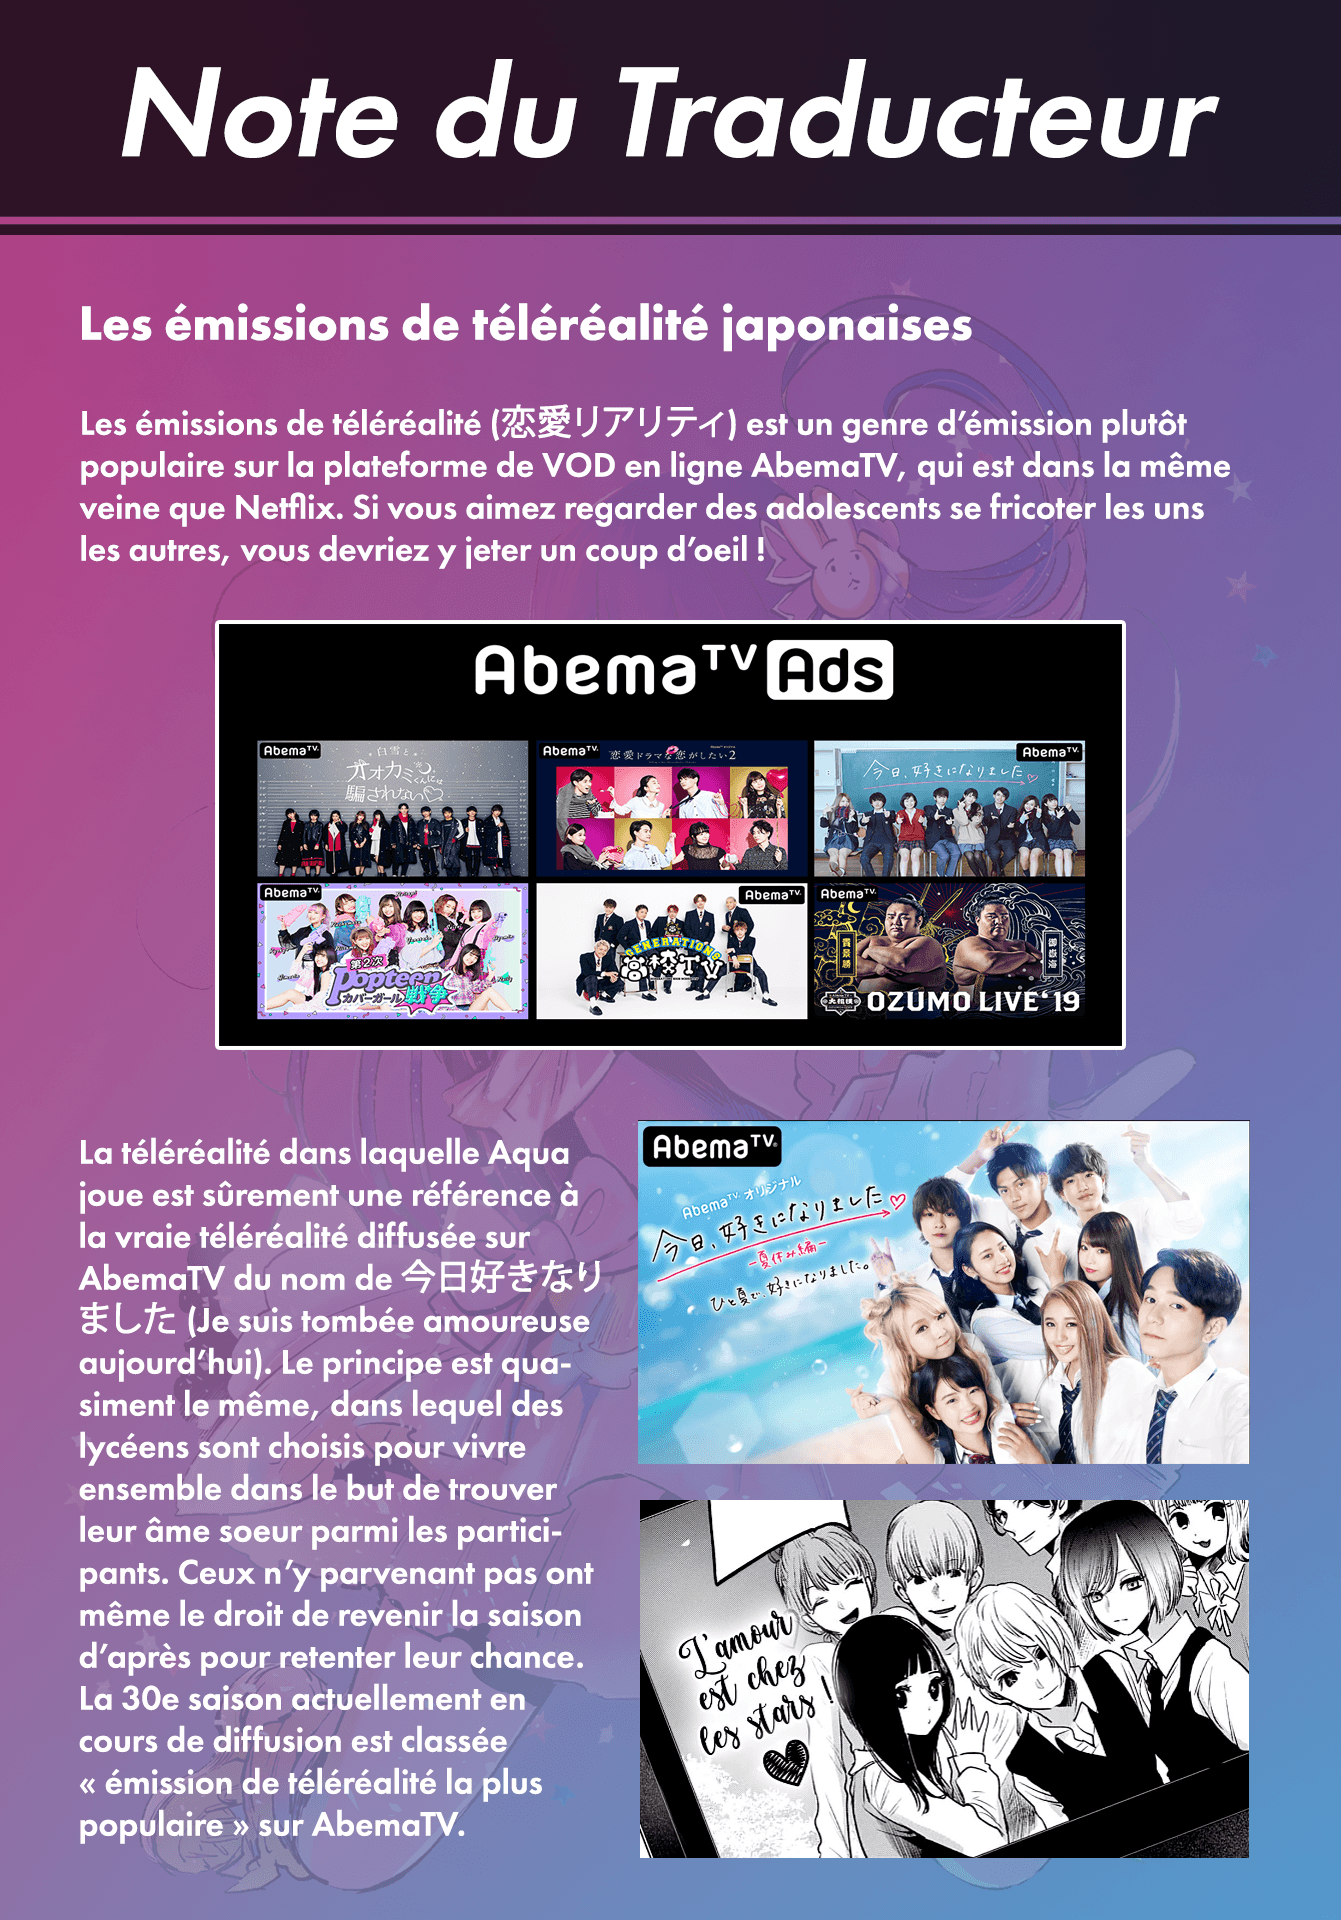 Note du Traducteur
Les émissions de téléréalité japonaises
Les émissions de téléréalité (恋愛リアリティ) est un genre d'émission plutôt
populaire sur la plateforme de VOD en ligne AbemaTV, qui est dans la même
veine que Netflix. Si vous aimez regarder des adolescents se fricoter les uns
les autres, vous devriez y jeter un coup d'oeil !
AbemaTV Ads
AbemaTV
白雪と
オオカミくんには
騙されない
AbemaTV
恋愛ドラマな恋がしたい2
AbemaTV
今日、好きになりました
AbemaTV
第2次
Popteen
カバーガール戦争
AbemaTV
GENERATIONS
高校TV
AbemaTV
貴景勝
御嶽海
大相撲
OZUMO LIVE'19
La téléréalité dans laquelle Aqua
joue est sûrement une référence à
la vraie téléréalité diffusée sur
AbemaTV du nom de 今日好きなり
ました (Je suis tombée amoureuse
aujourd'hui). Le principe est qua-
siment le même, dans lequel des
lycéens sont choisis pour vivre
ensemble dans le but de trouver
leur âme soeur parmi les partici-
pants. Ceux n'y parvenant pas ont
même le droit de revenir la saison
d'après pour retenter leur chance.
La 30e saison actuellement en
cours de diffusion est classée
« émission de téléréalité la plus
populaire » sur AbemaTV.
AbemaTV
AbemaTV オリジナル
今日、好きになりました
ー夏休み編ー
ひと夏で、好きになりました。
L'amour
est chez
les stars !